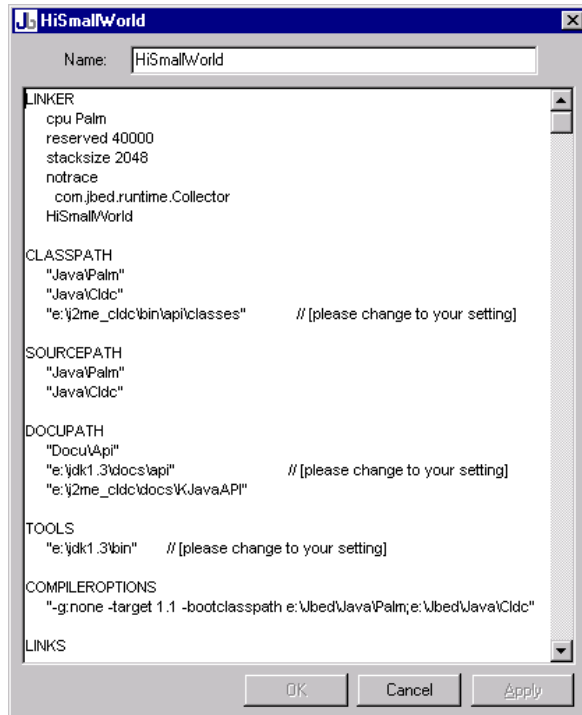 Jb HiSmallWorld
Name: HiSmallWorld
LINKER
cpu Palm
reserved 40000
stacksize 2048
notrace
com.jbed.runtime.Collector
HiSmallWorld
CLASSPATH
"Java\Palm"
"Java\Cldc"
"e:\j2me_cldc\bin\api\classes" // [please change to your setting]
SOURCEPATH
"Java\Palm"
"Java\Cldc"
DOCUPATH
"Docu\Api"
"e:\jdk1.3\docs\api" // [please change to your setting]
"e:\j2me_cldc\docs\KJavaAPI"
TOOLS
"e:\jdk1.3\bin" // [please change to your setting]
COMPILEROPTIONS
"-g:none -target 1.1 -bootclasspath e:\Jbed\Java\Palm;e:\Jbed\Java\Cldc"
LINKS
OK Cancel Apply